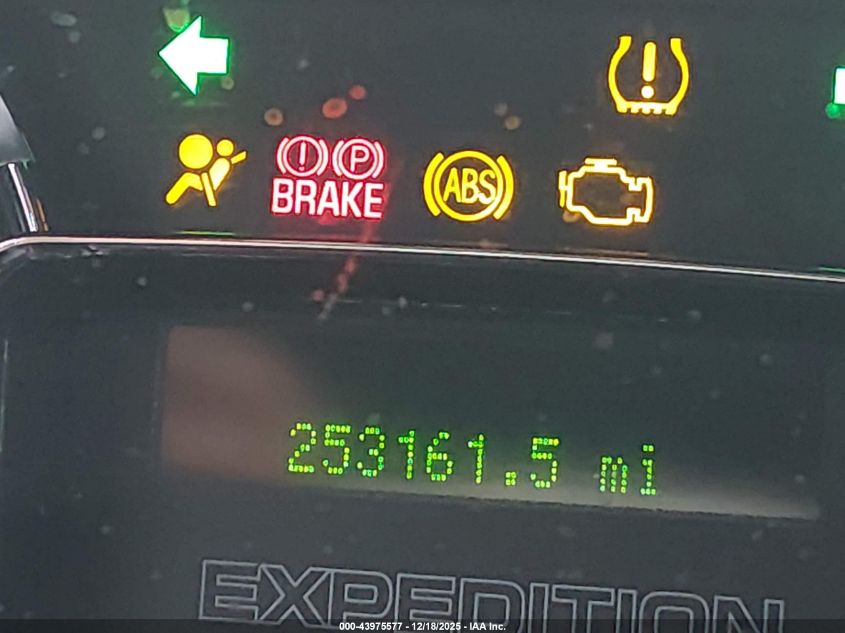 ! P
BRAKE
ABS
!
253161.5 mi
EXPEDITION
000-43975577 - 12/18/2025 - IAA Inc.